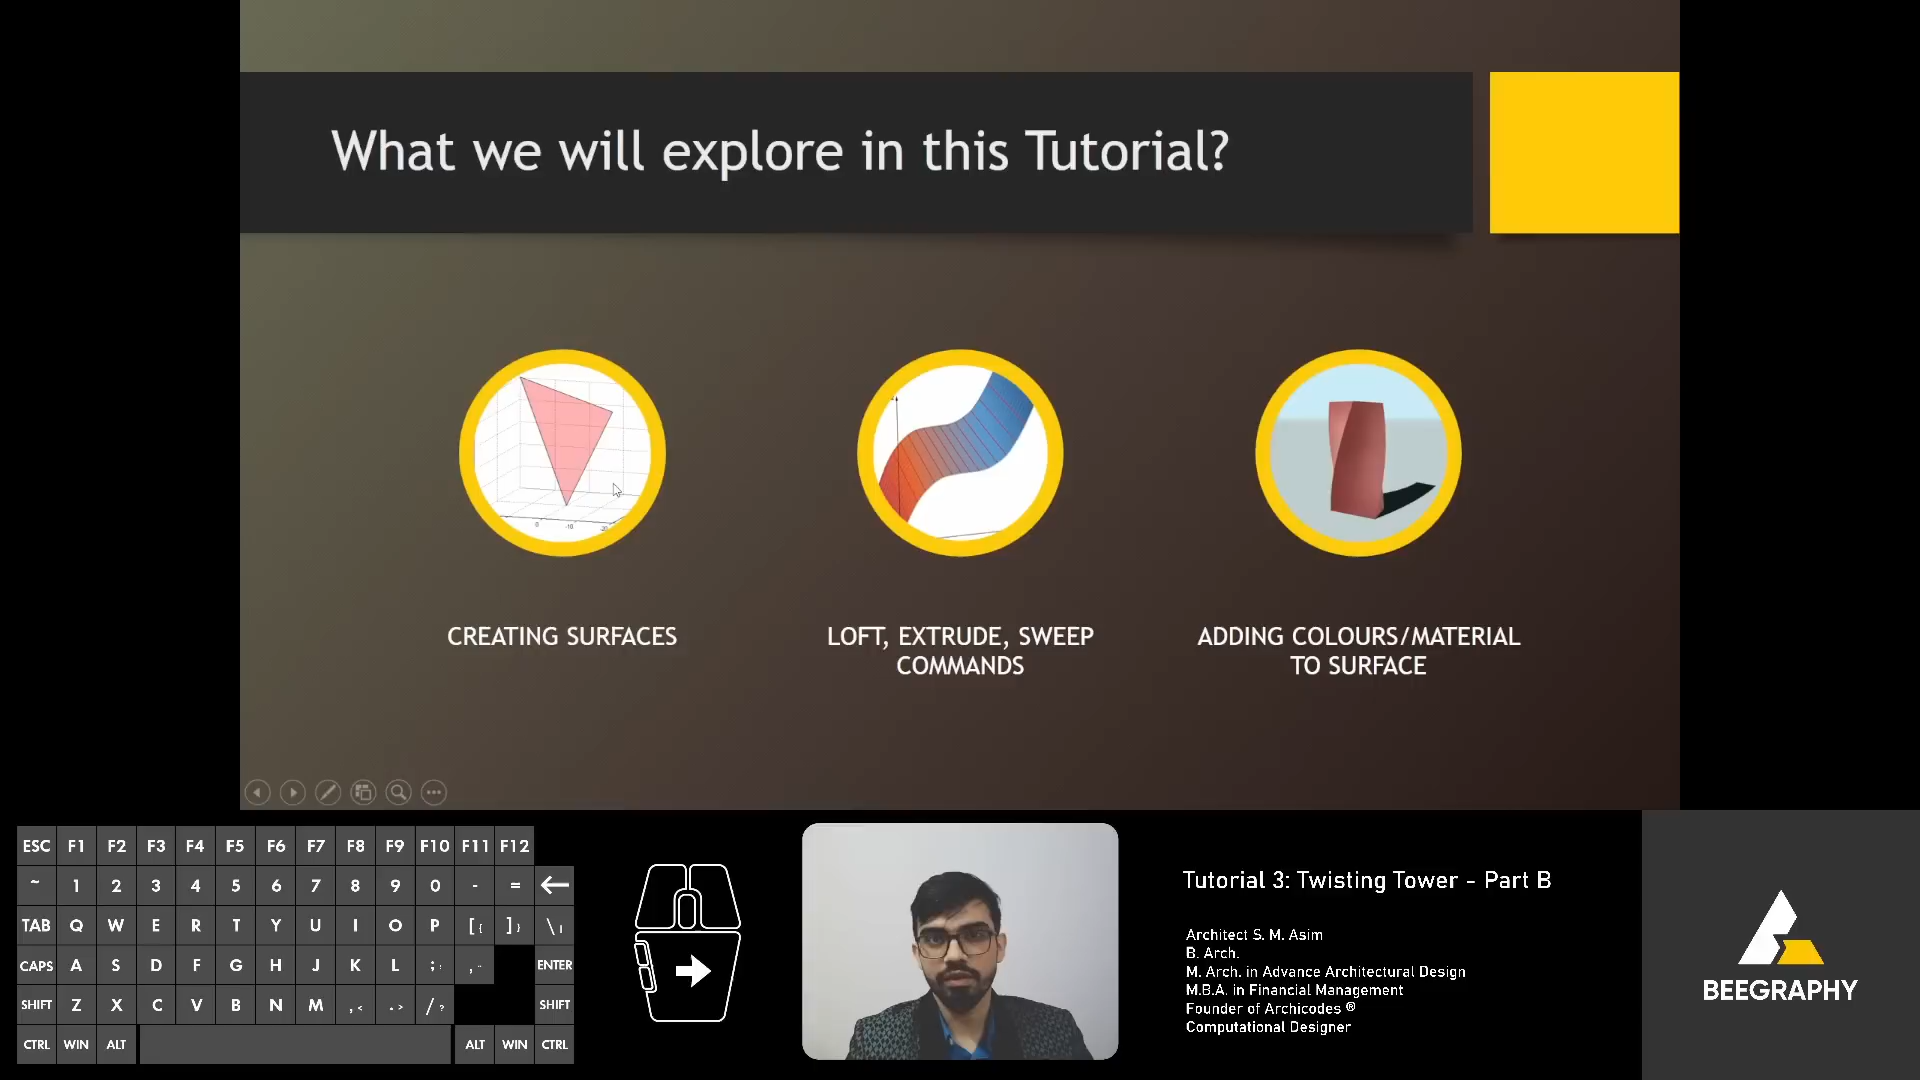 What we will explore in this Tutorial?
0
-10
CREATING SURFACES
LOFT, EXTRUDE, SWEEP
COMMANDS
ADDING COLOURS/MATERIAL
TO SURFACE
ESC F1 F2 F3 F4 F5 F6 F7 F8 F9 F10 F11 F12
~ 1 2 3 4 5 6 7 8 9 0 - =
TAB Q W E R T Y U I O P [{ ]} \|
CAPS A S D F G H J K L ;: ENTER
SHIFT Z X C V B N M ,< .> /? SHIFT
CTRL WIN ALT ALT WIN CTRL
Tutorial 3: Twisting Tower - Part B
Architect S. M. Asim
B. Arch.
M. Arch. in Advance Architectural Design
M.B.A. in Financial Management
Founder of Archicodes ®
Computational Designer
BEEGRAPHY